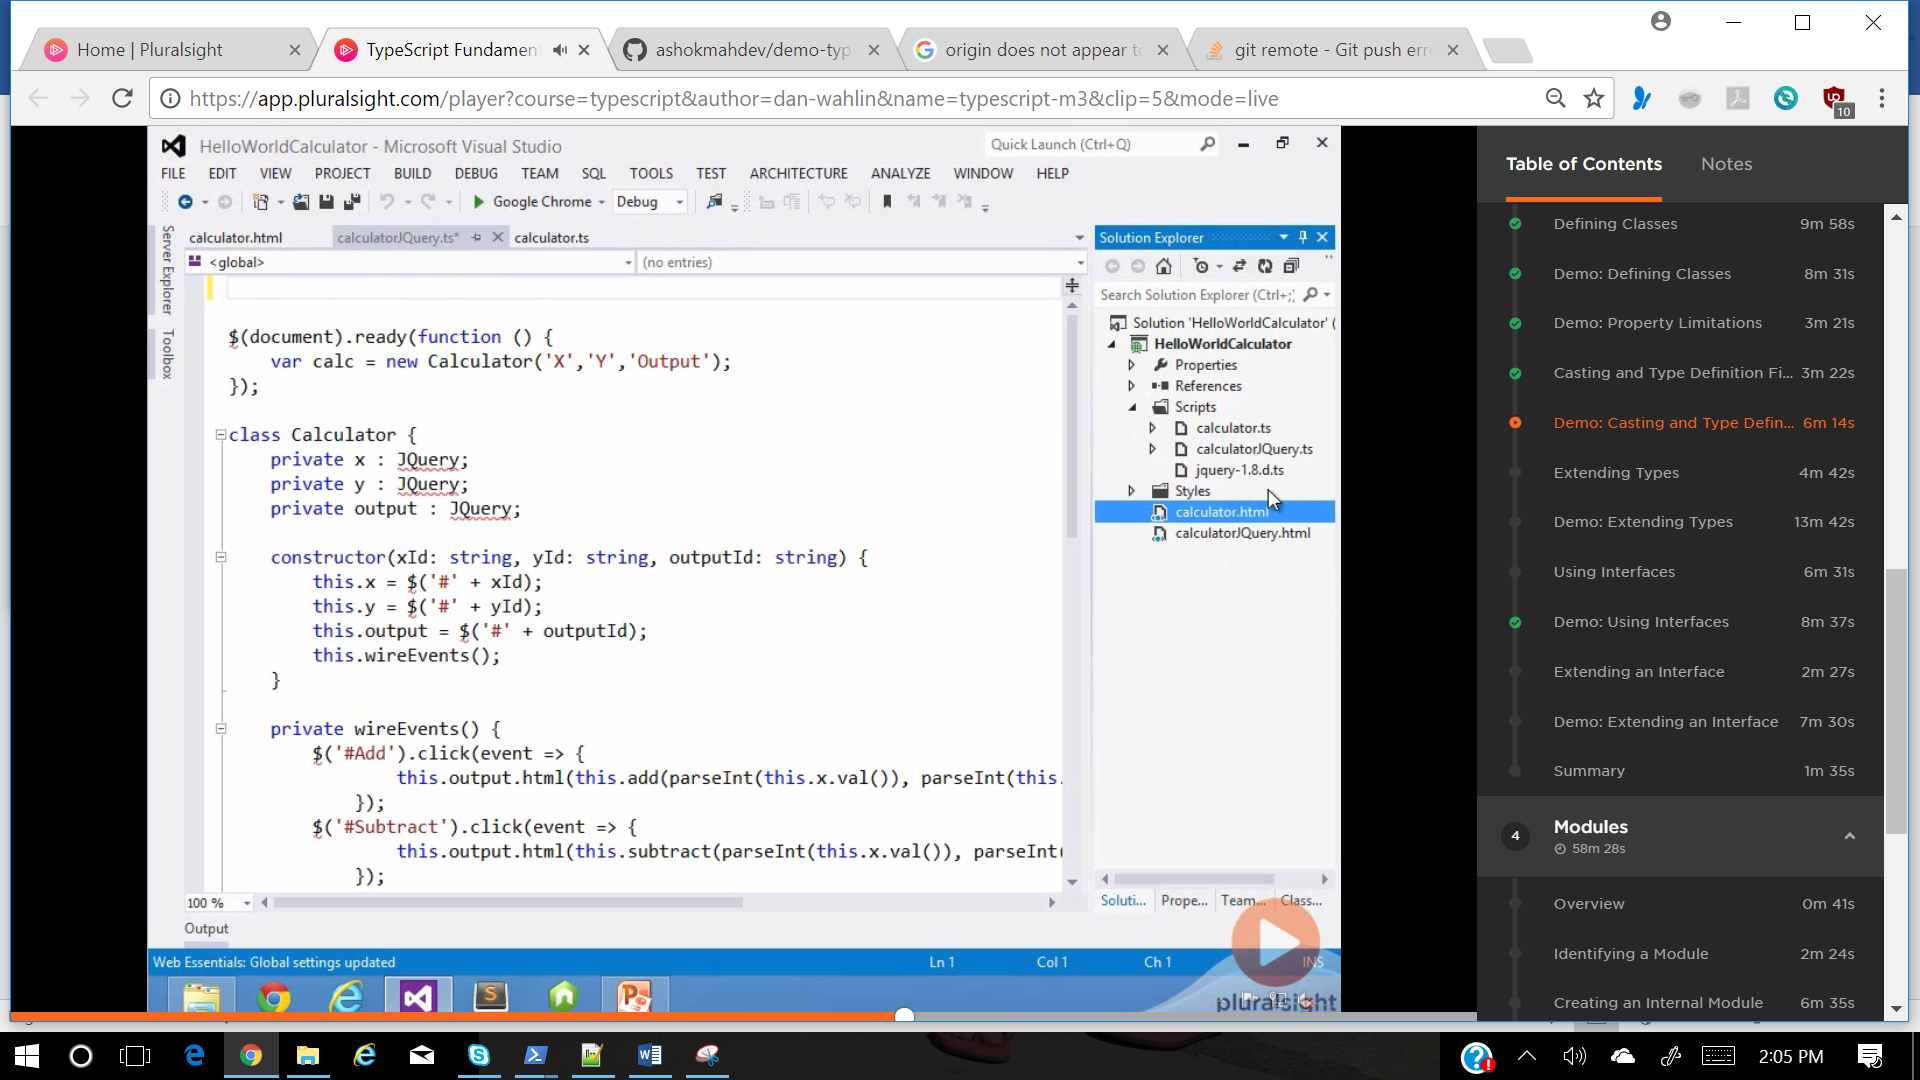 Home | Pluralsight
TypeScript Fundamen
ashokmahdev/demo-typ
origin does not appear to
git remote - Git push erro
https://app.pluralsight.com/player?course=typescript&author=dan-wahlin&name=typescript-m3&clip=5&mode=live
10
HelloWorldCalculator - Microsoft Visual Studio
Quick Launch (Ctrl+Q)
FILE EDIT VIEW PROJECT BUILD DEBUG TEAM SQL TOOLS TEST ARCHITECTURE ANALYZE WINDOW HELP
Google Chrome
Debug
Server Explorer
Toolbox
calculator.html
calculatorJQuery.ts*
calculator.ts
<global>
(no entries)
$(document).ready(function () {
var calc = new Calculator('X','Y','Output');
});
class Calculator {
private x : JQuery;
private y : JQuery;
private output : JQuery;
constructor(xId: string, yId: string, outputId: string) {
this.x = $('#' + xId);
this.y = $('#' + yId);
this.output = $('#' + outputId);
this.wireEvents();
}
private wireEvents() {
$('#Add').click(event => {
this.output.html(this.add(parseInt(this.x.val()), parseInt(this.
});
$('#Subtract').click(event => {
this.output.html(this.subtract(parseInt(this.x.val()), parseInt(
});
100 %
Output
Web Essentials: Global settings updated
Ln 1
Col 1
Ch 1
INS
Solution Explorer
Search Solution Explorer (Ctrl+;)
Solution 'HelloWorldCalculator' (
HelloWorldCalculator
Properties
References
Scripts
calculator.ts
calculatorJQuery.ts
jquery-1.8.d.ts
Styles
calculator.html
calculatorJQuery.html
Soluti...
Prope...
Team...
Class...
pluralsight
Table of Contents
Notes
Defining Classes 9m 58s
Demo: Defining Classes 8m 31s
Demo: Property Limitations 3m 21s
Casting and Type Definition Fi... 3m 22s
Demo: Casting and Type Defin... 6m 14s
Extending Types 4m 42s
Demo: Extending Types 13m 42s
Using Interfaces 6m 31s
Demo: Using Interfaces 8m 37s
Extending an Interface 2m 27s
Demo: Extending an Interface 7m 30s
Summary 1m 35s
4
Modules
58m 28s
Overview 0m 41s
Identifying a Module 2m 24s
Creating an Internal Module 6m 35s
2:05 PM